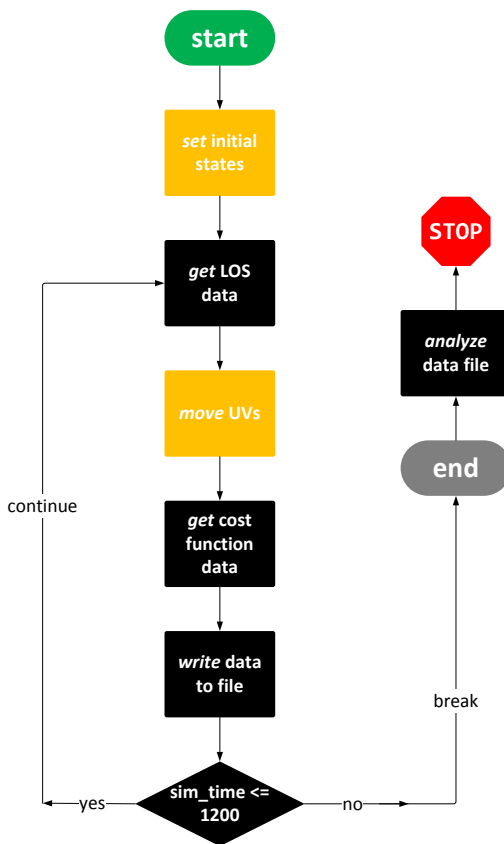 start
set initial
states
get LOS
data
move UVs
get cost
function
data
write data
to file
sim_time <=
1200
yes
continue
no
break
end
analyze
data file
STOP